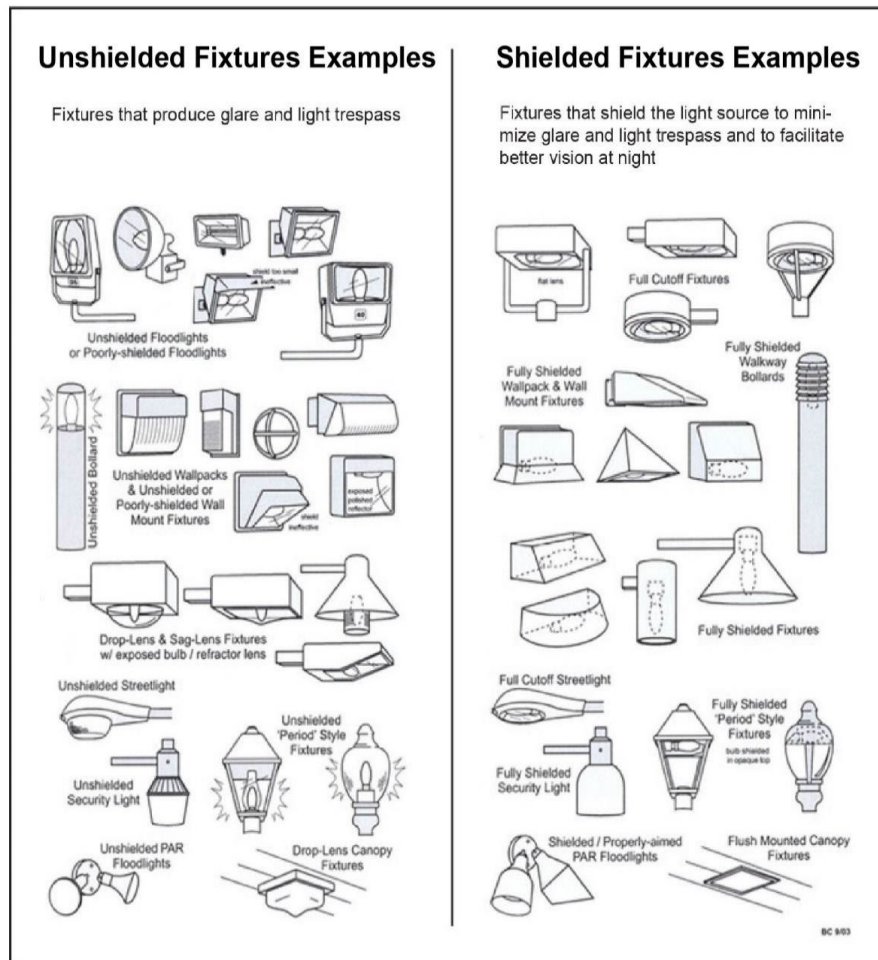 Unshielded Fixtures Examples
Fixtures that produce glare and light trespass
shield too small
ineffective
Unshielded Floodlights
or Poorly-shielded Floodlights
Unshielded Bollard
Unshielded Wallpacks
& Unshielded or
Poorly-shielded Wall
Mount Fixtures
exposed
polished
reflector
shield
ineffective
Drop-Lens & Sag-Lens Fixtures
w/ exposed bulb / refractor lens
Unshielded Streetlight
Unshielded
'Period' Style
Fixtures
Unshielded
Security Light
Unshielded PAR
Floodlights
Drop-Lens Canopy
Fixtures
Shielded Fixtures Examples
Fixtures that shield the light source to mini-
mize glare and light trespass and to facilitate
better vision at night
flat lens
Full Cutoff Fixtures
Fully Shielded
Walkway
Bollards
Fully Shielded
Wallpack & Wall
Mount Fixtures
Fully Shielded Fixtures
Full Cutoff Streetlight
Fully Shielded
'Period' Style
Fixtures
bulb shielded
in opaque top
Fully Shielded
Security Light
Shielded / Properly-aimed
PAR Floodlights
Flush Mounted Canopy
Fixtures
BC 9/03